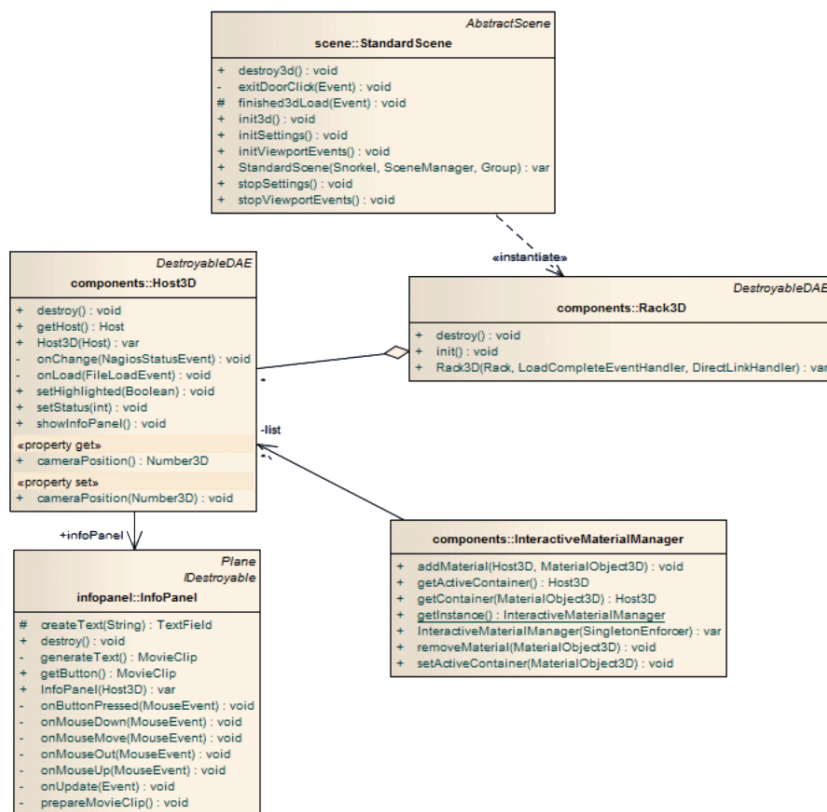 AbstractScene
scene::StandardScene
+ destroy3d() : void
- exitDoorClick(Event) : void
# finished3dLoad(Event) : void
+ init3d() : void
+ initSettings() : void
+ initViewportEvents() : void
+ StandardScene(Snorkel, SceneManager, Group) : var
+ stopSettings() : void
+ stopViewportEvents() : void
«instantiate»
DestroyableDAE
components::Host3D
+ destroy() : void
+ getHost() : Host
+ Host3D(Host) : var
- onChange(NagiosStatusEvent) : void
- onLoad(FileLoadEvent) : void
+ setHighlighted(Boolean) : void
+ setStatus(int) : void
+ showInfoPanel() : void
«property get»
+ cameraPosition() : Number3D
«property set»
+ cameraPosition(Number3D) : void
DestroyableDAE
components::Rack3D
+ destroy() : void
+ init() : void
+ Rack3D(Rack, LoadCompleteEventHandler, DirectLinkHandler) : var
*
-list
*
+infoPanel
Plane
IDestroyable
infopanel::InfoPanel
# createText(String) : TextField
+ destroy() : void
- generateText() : MovieClip
+ getButton() : MovieClip
+ InfoPanel(Host3D) : var
- onButtonPressed(MouseEvent) : void
- onMouseDown(MouseEvent) : void
- onMouseMove(MouseEvent) : void
- onMouseOut(MouseEvent) : void
- onMouseUp(MouseEvent) : void
- onUpdate(Event) : void
- prepareMovieClip() : void
components::InteractiveMaterialManager
+ addMaterial(Host3D, MaterialObject3D) : void
+ getActiveContainer() : Host3D
+ getContainer(MaterialObject3D) : Host3D
+ getInstance() : InteractiveMaterialManager
+ InteractiveMaterialManager(SingletonEnforcer) : var
+ removeMaterial(MaterialObject3D) : void
+ setActiveContainer(MaterialObject3D) : void